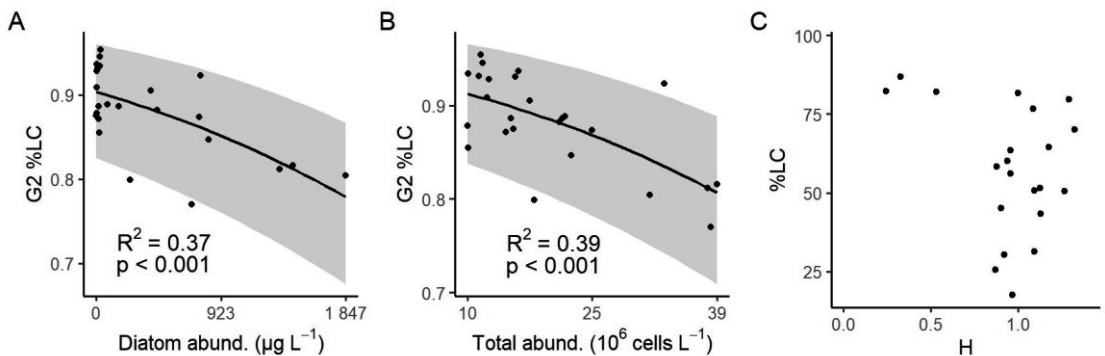 A
G2 %LC
0.9
0.8
0.7
R² = 0.37
p < 0.001
0
923
1 847
Diatom abund. (µg L⁻¹)
B
G2 %LC
0.9
0.8
0.7
R² = 0.39
p < 0.001
10
25
39
Total abund. (10⁶ cells L⁻¹)
C
%LC
100
75
50
25
0.0
0.5
1.0
H